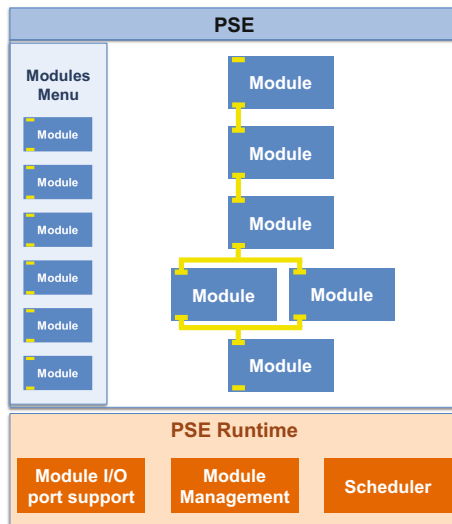 PSE
Modules
Menu
Module
Module
Module
Module
Module
Module
Module
Module
Module
Module
Module
Module
PSE Runtime
Module I/O
port support
Module
Management
Scheduler